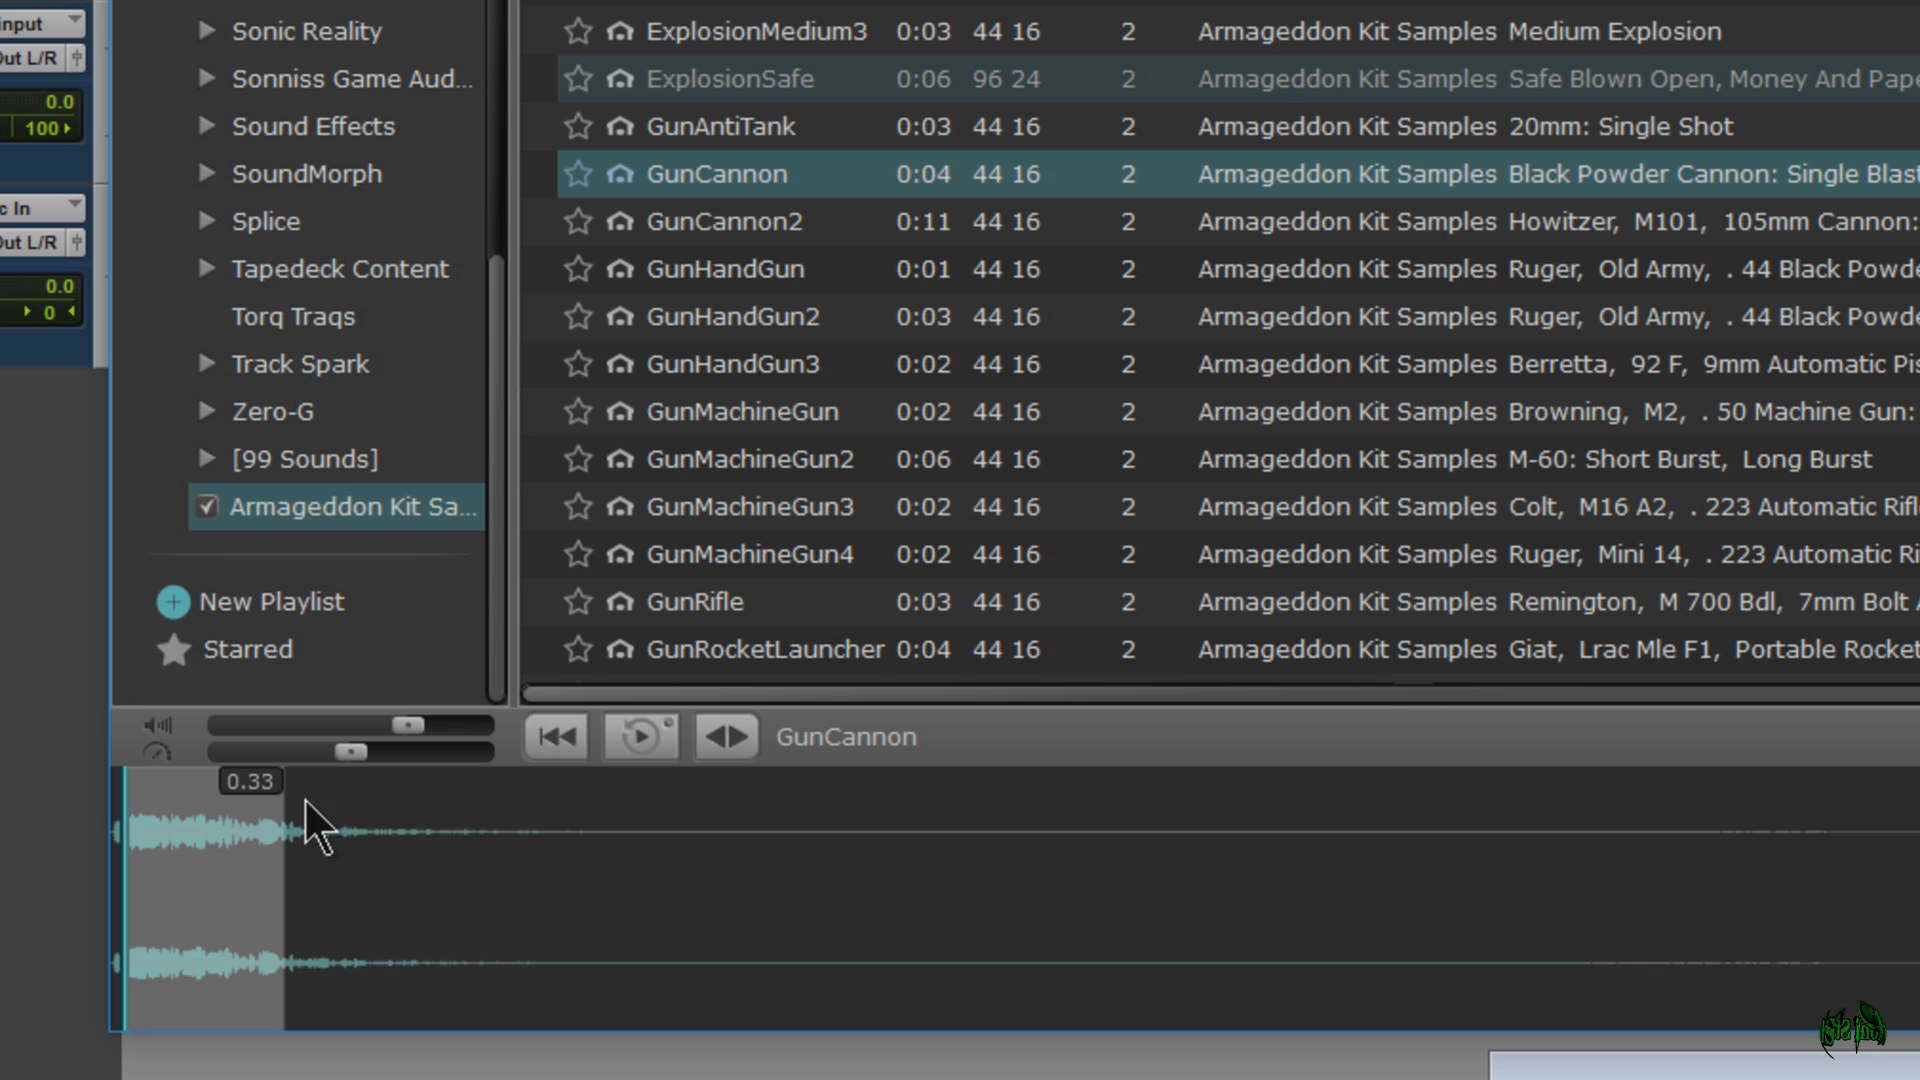 input
Out L/R
0.0
100
c In
Out L/R
0.0
0
Sonic Reality
Sonniss Game Aud...
Sound Effects
SoundMorph
Splice
Tapedeck Content
Torq Traqs
Track Spark
Zero-G
[99 Sounds]
Armageddon Kit Sa...
New Playlist
Starred
ExplosionMedium3 0:03 44 16 2 Armageddon Kit Samples Medium Explosion
ExplosionSafe 0:06 96 24 2 Armageddon Kit Samples Safe Blown Open, Money And Pape
GunAntiTank 0:03 44 16 2 Armageddon Kit Samples 20mm: Single Shot
GunCannon 0:04 44 16 2 Armageddon Kit Samples Black Powder Cannon: Single Blast
GunCannon2 0:11 44 16 2 Armageddon Kit Samples Howitzer, M101, 105mm Cannon:
GunHandGun 0:01 44 16 2 Armageddon Kit Samples Ruger, Old Army, . 44 Black Powde
GunHandGun2 0:03 44 16 2 Armageddon Kit Samples Ruger, Old Army, . 44 Black Powde
GunHandGun3 0:02 44 16 2 Armageddon Kit Samples Berretta, 92 F, 9mm Automatic Pis
GunMachineGun 0:02 44 16 2 Armageddon Kit Samples Browning, M2, . 50 Machine Gun:
GunMachineGun2 0:06 44 16 2 Armageddon Kit Samples M-60: Short Burst, Long Burst
GunMachineGun3 0:02 44 16 2 Armageddon Kit Samples Colt, M16 A2, . 223 Automatic Rifl
GunMachineGun4 0:02 44 16 2 Armageddon Kit Samples Ruger, Mini 14, . 223 Automatic Ri
GunRifle 0:03 44 16 2 Armageddon Kit Samples Remington, M 700 Bdl, 7mm Bolt A
GunRocketLauncher 0:04 44 16 2 Armageddon Kit Samples Giat, Lrac Mle F1, Portable Rocket
GunCannon
0.33